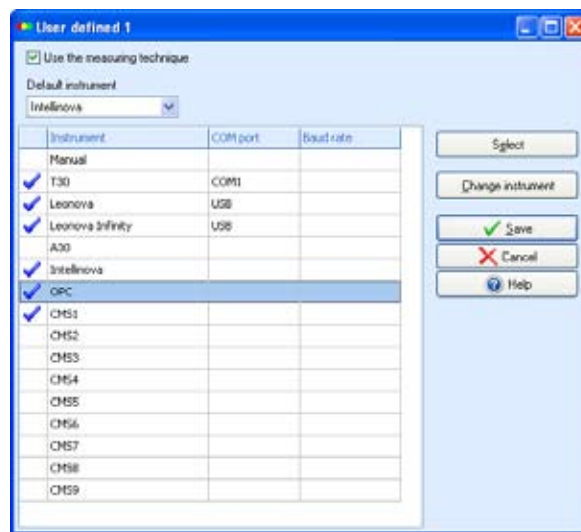 User defined 1
Use the measuring technique
Default instrument
Intellinova
Instrument COM port Baud rate
Manual
T30 COM1
Leonova USB
Leonova Infinity USB
A30
Intellinova
OPC
CMS1
CMS2
CMS3
CMS4
CMS5
CMS6
CMS7
CMS8
CMS9
Select
Change instrument
Save
Cancel
Help